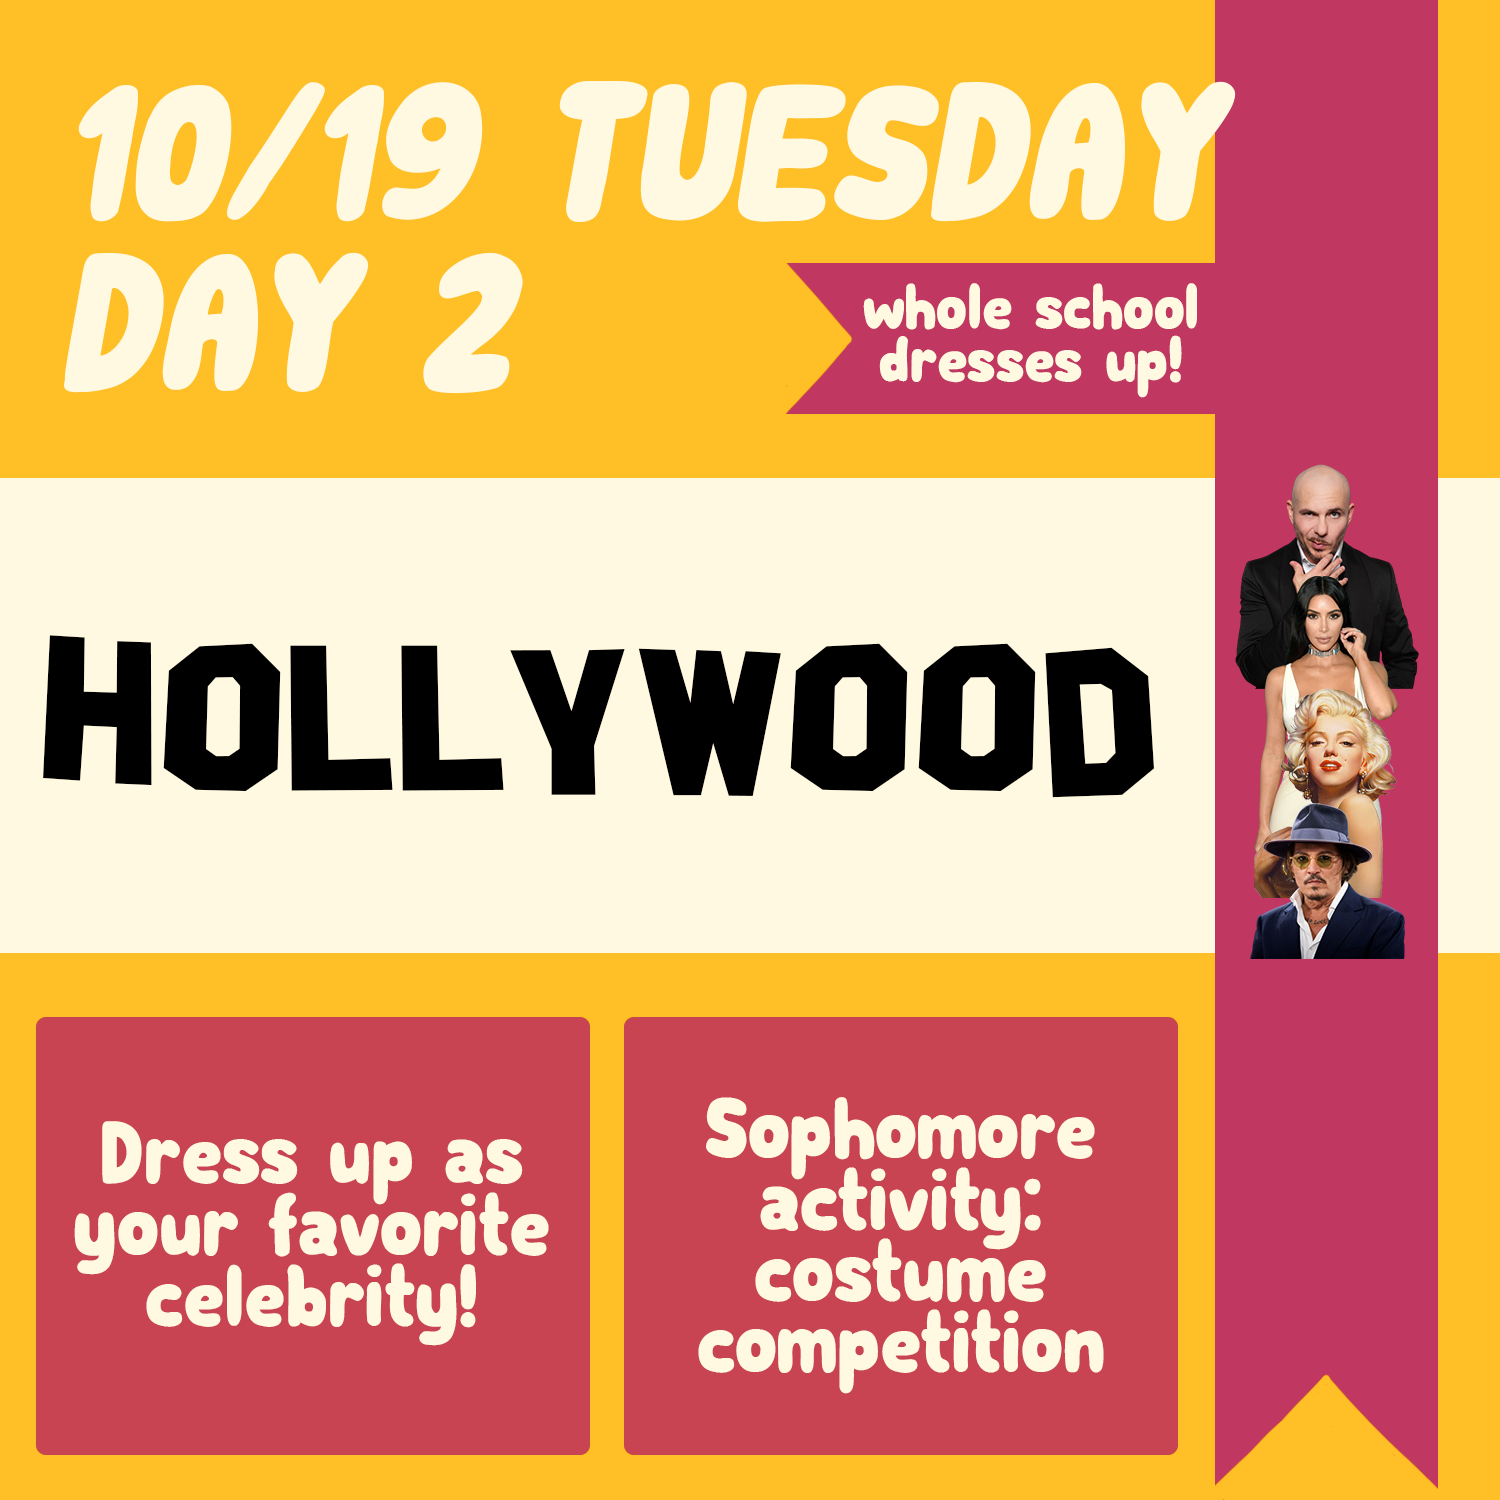 10/19 TUESDAY
DAY 2
whole school
dresses up!
HOLLYWOOD
Dress up as
your favorite
celebrity!
Sophomore
activity:
costume
competition